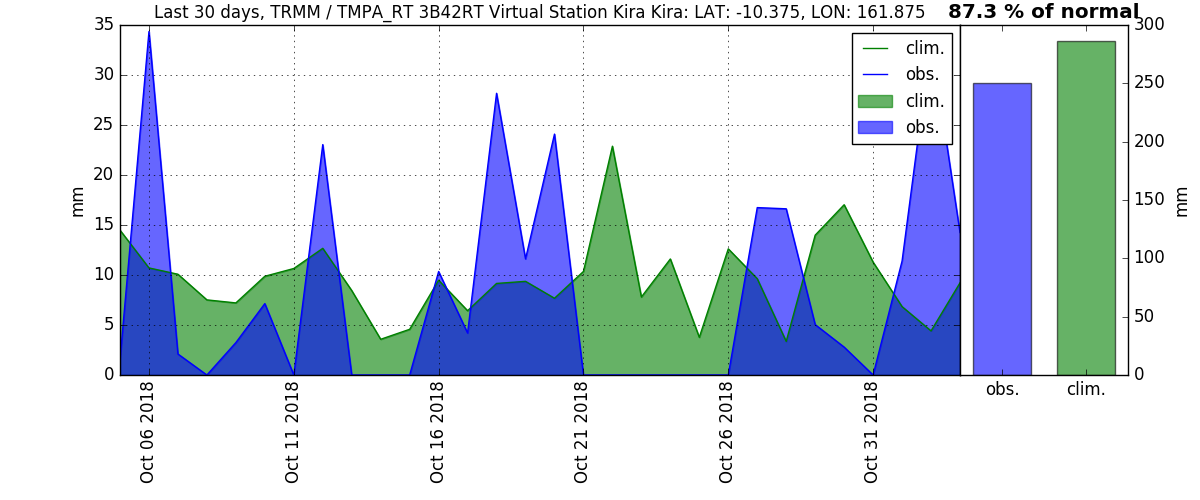 Last 30 days, TRMM / TMPA_RT 3B42RT Virtual Station Kira Kira: LAT: -10.375, LON: 161.875
87.3 % of normal
35
30
25
20
15
10
5
0
mm
clim.
obs.
clim.
obs.
Oct 06 2018
Oct 11 2018
Oct 16 2018
Oct 21 2018
Oct 26 2018
Oct 31 2018
300
250
200
150
100
50
0
mm
obs.
clim.